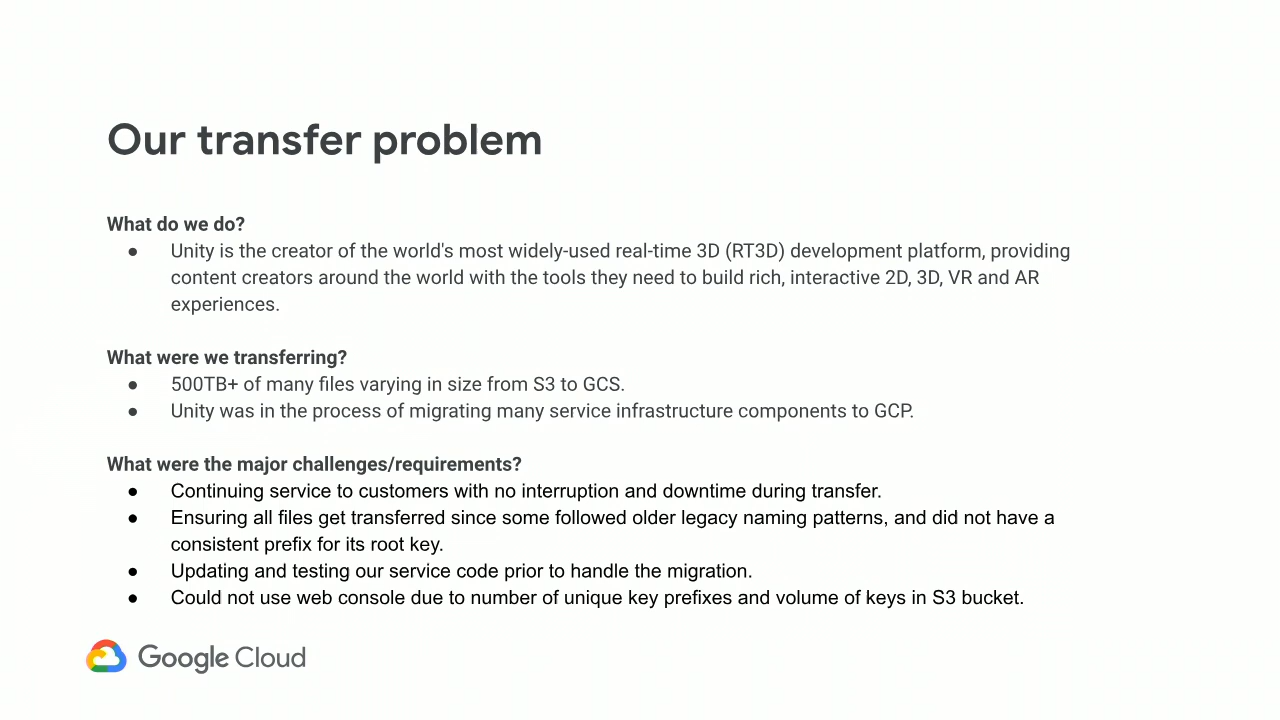 Our transfer problem
What do we do?
● Unity is the creator of the world's most widely-used real-time 3D (RT3D) development platform, providing
content creators around the world with the tools they need to build rich, interactive 2D, 3D, VR and AR
experiences.
What were we transferring?
● 500TB+ of many files varying in size from S3 to GCS.
● Unity was in the process of migrating many service infrastructure components to GCP.
What were the major challenges/requirements?
● Continuing service to customers with no interruption and downtime during transfer.
● Ensuring all files get transferred since some followed older legacy naming patterns, and did not have a
consistent prefix for its root key.
● Updating and testing our service code prior to handle the migration.
● Could not use web console due to number of unique key prefixes and volume of keys in S3 bucket.
Google Cloud